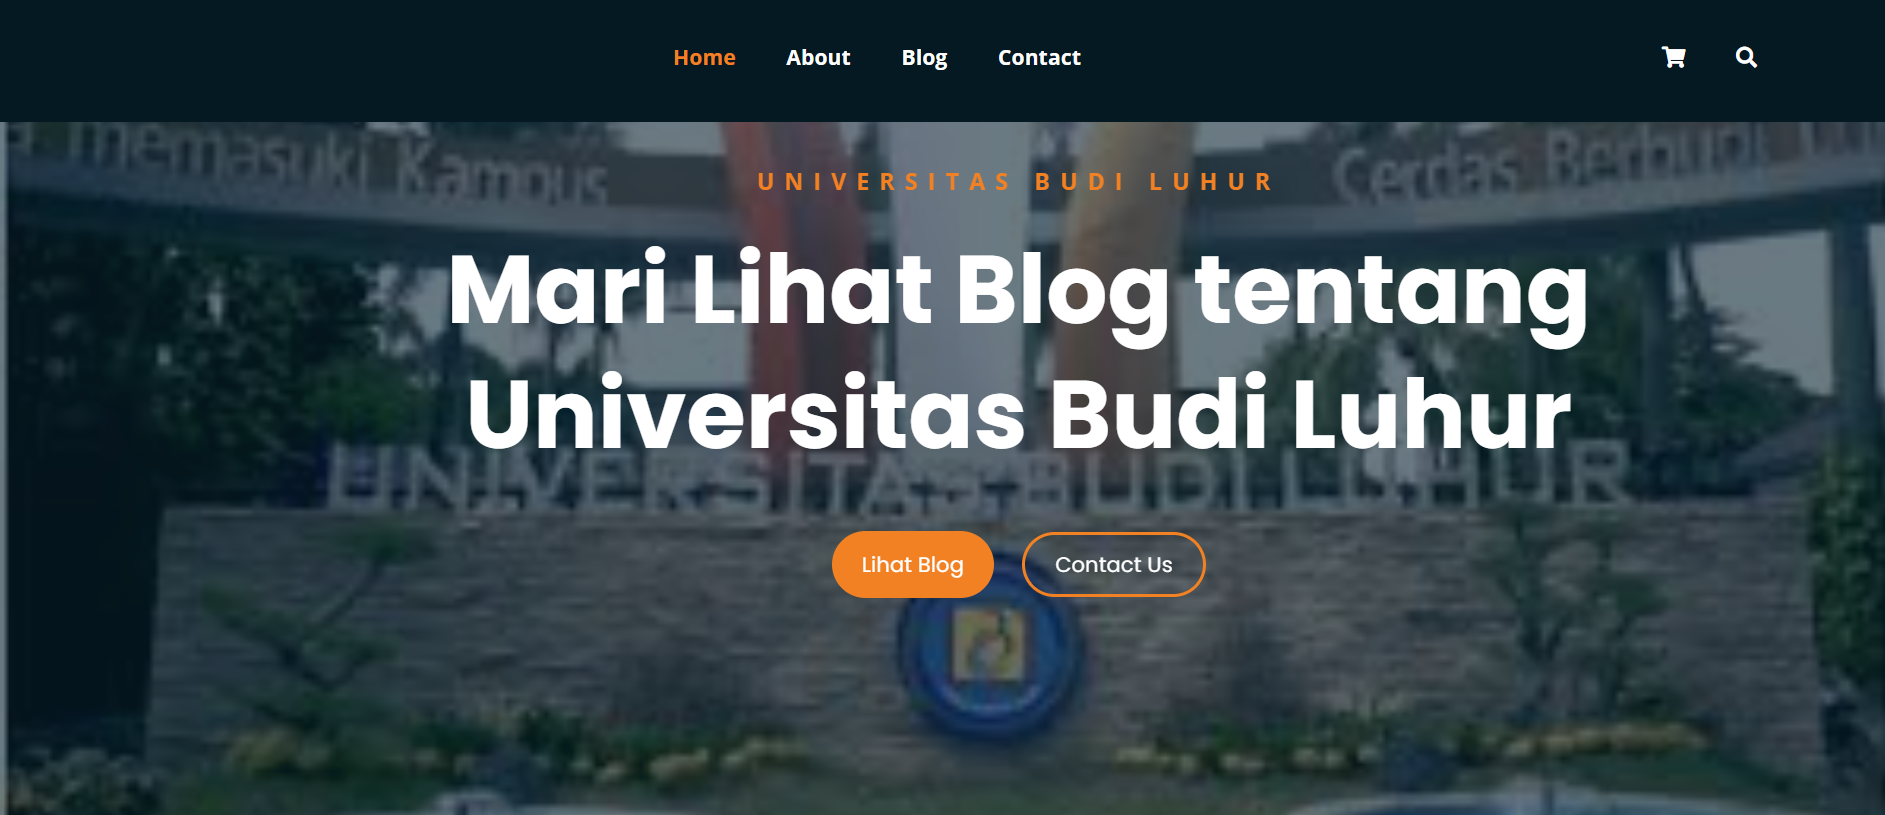 Home About Blog Contact
memasuki Kampus
Cerdas Berbudi
UNIVERSITAS BUDI LUHUR
Mari Lihat Blog tentang
Universitas Budi Luhur
UNIVERSITAS BUDI LUHUR
Lihat Blog Contact Us